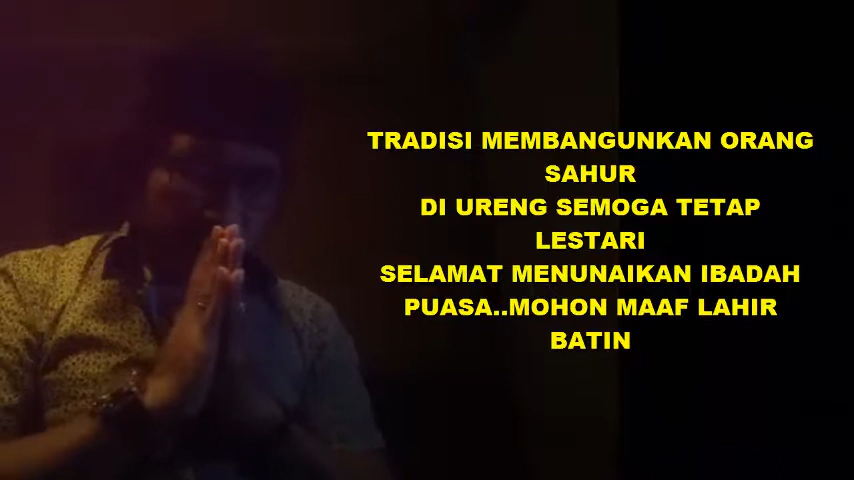 TRADISI MEMBANGUNKAN ORANG
SAHUR
DI URENG SEMOGA TETAP
LESTARI
SELAMAT MENUNAIKAN IBADAH
PUASA..MOHON MAAF LAHIR
BATIN